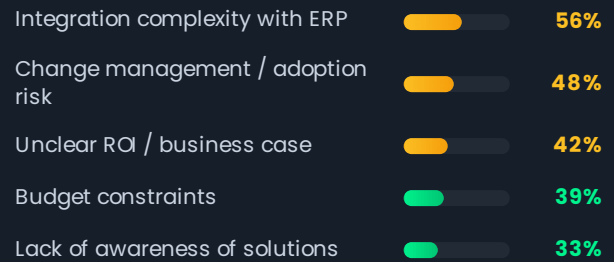 Integration complexity with ERP 56%
Change management / adoption
risk 48%
Unclear ROI / business case 42%
Budget constraints 39%
Lack of awareness of solutions 33%